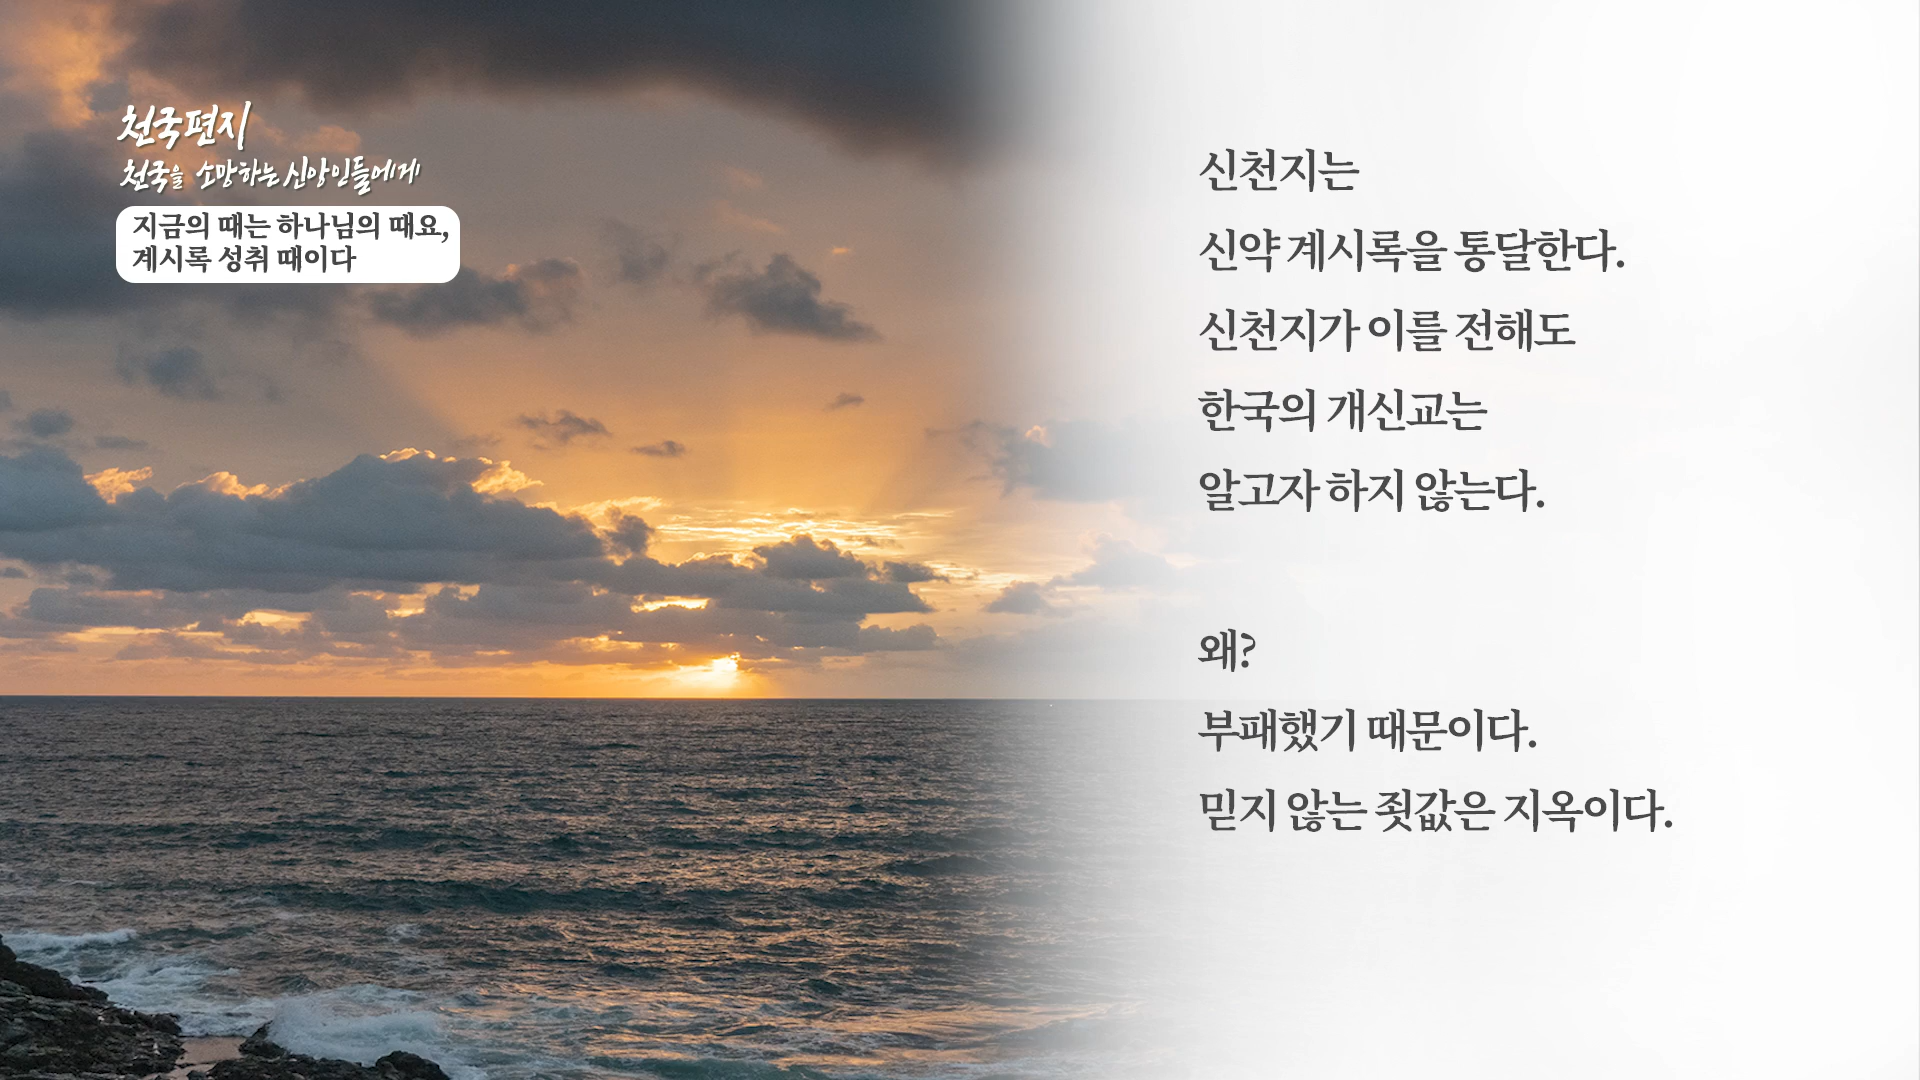 천국편지
천국을 소망하는 신앙인들에게
지금의 때는 하나님의 때요,
계시록 성취 때이다
신천지는
신약 계시록을 통달한다.
신천지가 이를 전해도
한국의 개신교는
알고자 하지 않는다.
왜?
부패했기 때문이다.
믿지 않는 죗값은 지옥이다.